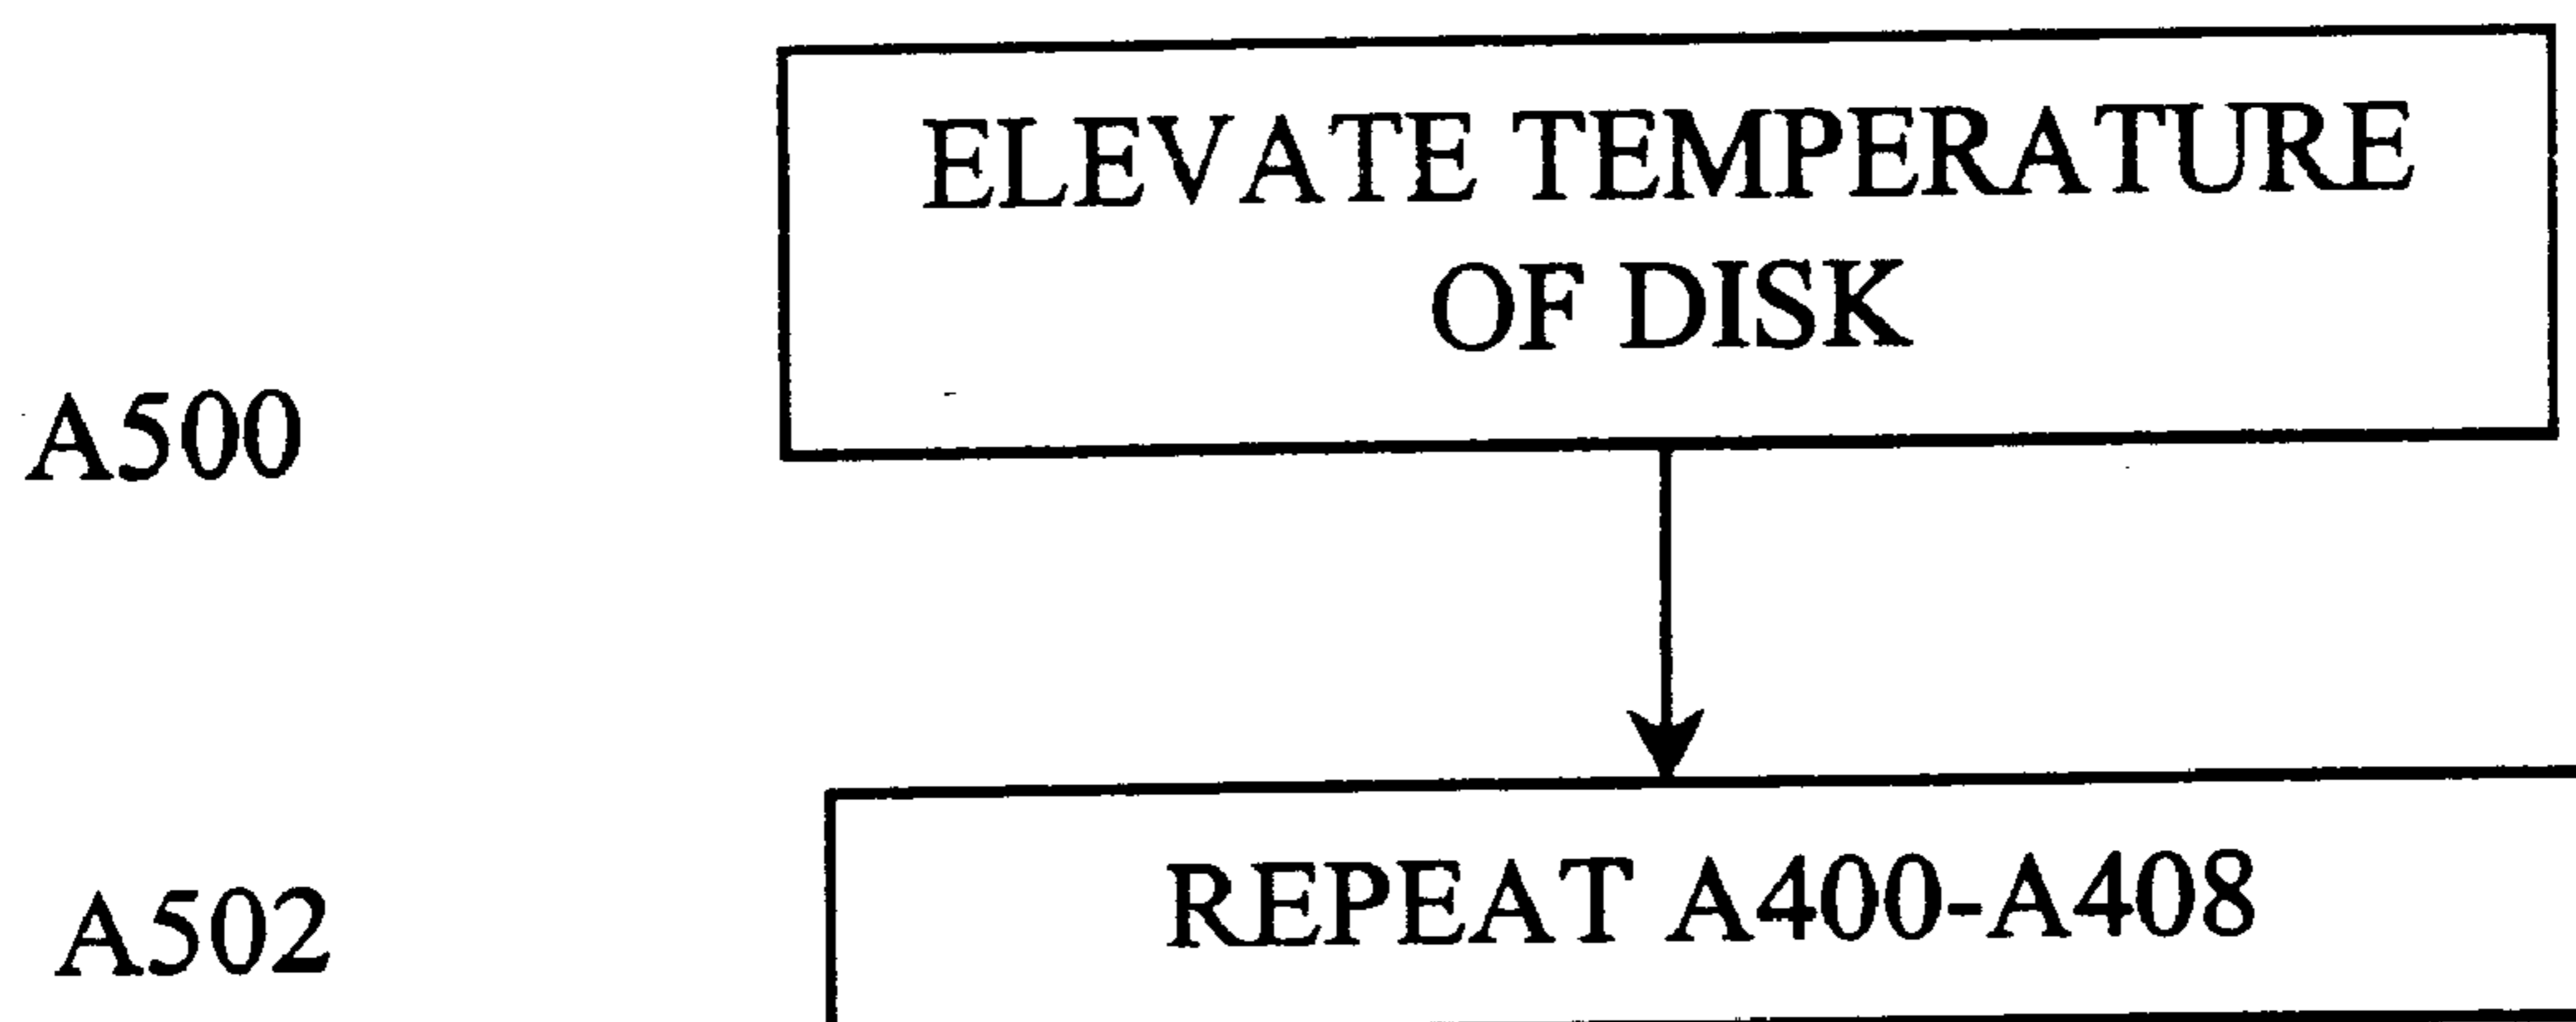 ELEVATE TEMPERATURE
OF DISK
A500
REPEAT A400-A408
A502